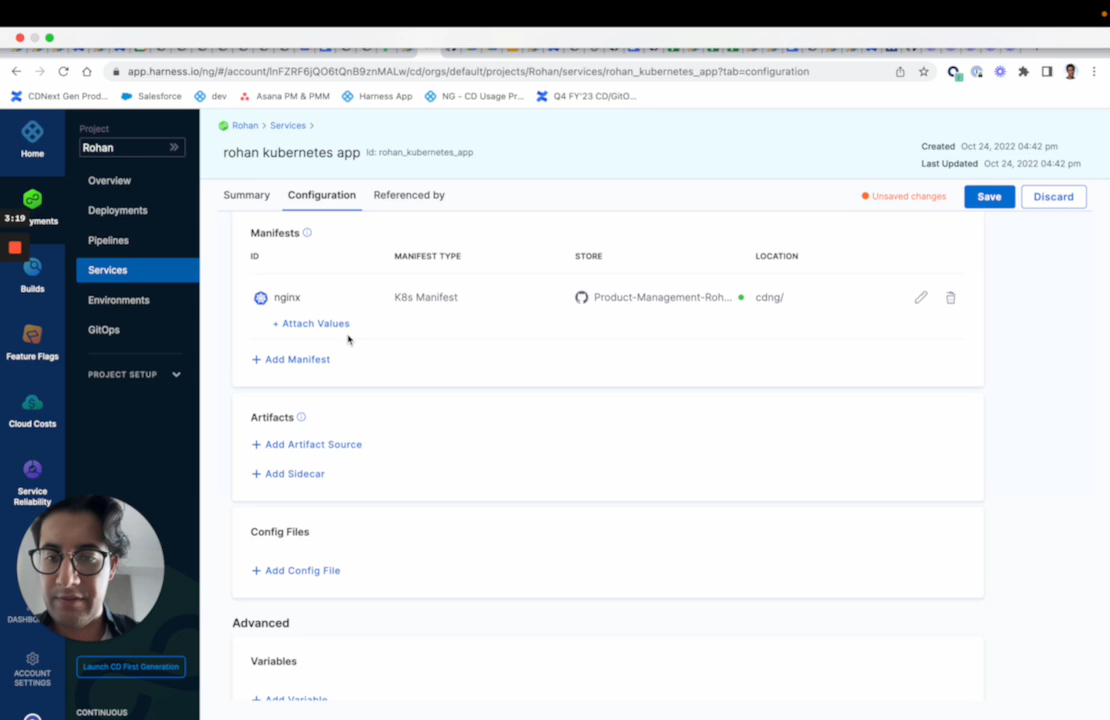 app.harness.io/ng/#/account/lnFZRF6jQO6tQnB9znMALw/cd/orgs/default/projects/Rohan/services/rohan_kubernetes_app?tab=configuration
CDNext Gen Prod... Salesforce dev Asana PM & PMM Harness App NG - CD Usage Pr... Q4 FY'23 CD/GitO...
Home
3:19
yments
Builds
Feature Flags
Cloud Costs
Service
Reliability
DASHBO
ACCOUNT
SETTINGS
Project
Rohan
Overview
Deployments
Pipelines
Services
Environments
GitOps
PROJECT SETUP
Launch CD First Generation
CONTINUOUS
Rohan > Services >
rohan kubernetes app Id: rohan_kubernetes_app
Created Oct 24, 2022 04:42 pm
Last Updated Oct 24, 2022 04:42 pm
Summary Configuration Referenced by
Unsaved changes Save Discard
Manifests
ID MANIFEST TYPE STORE LOCATION
nginx K8s Manifest Product-Management-Roh... cdng/
+ Attach Values
+ Add Manifest
Artifacts
+ Add Artifact Source
+ Add Sidecar
Config Files
+ Add Config File
Advanced
Variables
+ Add Variable